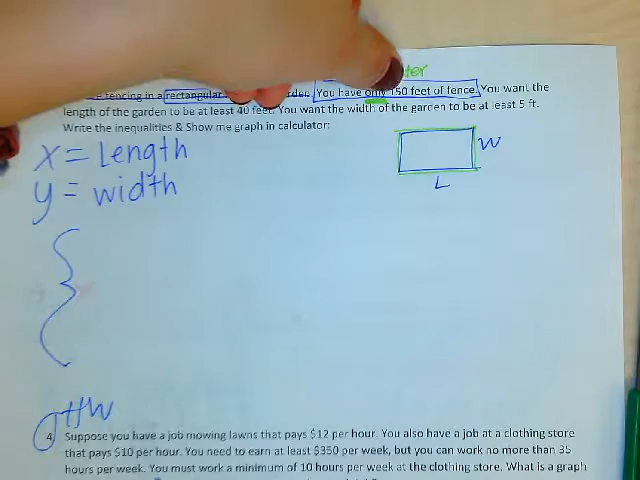 fencing in a rectangular You have only 150 feet of fence. You want the
length of the garden to be at least 40 feet. You want the width of the garden to be at least 5 ft.
Write the inequalities & Show me graph in calculator:
x = Length
y = width
W
L
HW
4. Suppose you have a job mowing lawns that pays $12 per hour. You also have a job at a clothing store
that pays $10 per hour. You need to earn at least $350 per week, but you can work no more than 35
hours per week. You must work a minimum of 10 hours per week at the clothing store. What is a graph